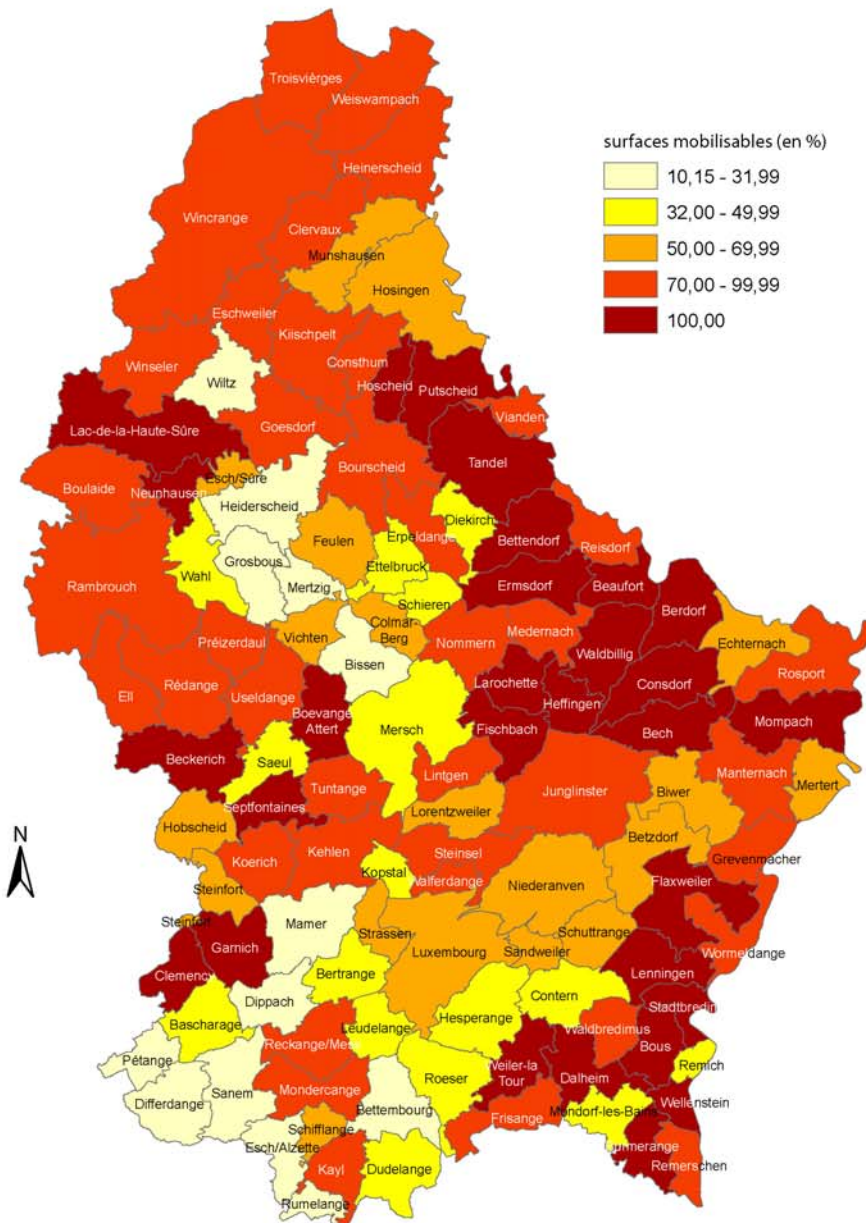 Troisvièrges
Weiswampach
surfaces mobilisables (en %)
10,15 - 31,99
32,00 - 49,99
50,00 - 69,99
70,00 - 99,99
100,00
Heinerscheid
Wincrange
Clervaux
Munshausen
Hosingen
Eschweiler
Kiischpelt
Winseler
Consthum
Wiltz
Hoscheid
Putscheid
Vianden
Lac-de-la-Haute-Sûre
Goesdorf
Tandel
Bourscheid
Esch/Sûre
Boulaide
Neunhausen
Heiderscheid
Diekirch
Feulen
Erpeldange
Bettendorf
Reisdorf
Grosbous
Ettelbruck
Wahl
Rambrouch
Mertzig
Ermsdorf
Beaufort
Schieren
Berdorf
Colmar-
Berg
Préizerdaul
Vichten
Nommern
Medernach
Echternach
Waldbillig
Bissen
Rosport
Rédange
Ell
Useldange
Larochette
Consdorf
Heffingen
Boevange
Attert
Mersch
Fischbach
Mompach
Bech
Beckerich
Saeul
Lintgen
Manternach
Tuntange
Mertert
Septfontaines
Junglinster
Biwer
Lorentzweiler
Hobscheid
N
Betzdorf
Koerich
Kehlen
Steinsel
Grevenmacher
Kopstal
Walferdange
Steinfort
Niederanven
Flaxweiler
Steinfort
Mamer
Strassen
Schuttrange
Garnich
Luxembourg
Sandweiler
Wormeldange
Clemency
Bertrange
Lenningen
Dippach
Contern
Hesperange
Bascharage
Leudelange
Waldbredimus
Reckange/Mess
Bous
Pétange
Remich
Weiler-la
Tour
Roeser
Dalheim
Sanem
Mondercange
Differdange
Wellenstein
Bettembourg
Mondorf-les-Bains
Frisange
Schifflange
Esch/Alzette
Kayl
Dudelange
Remerschen
Rumelange